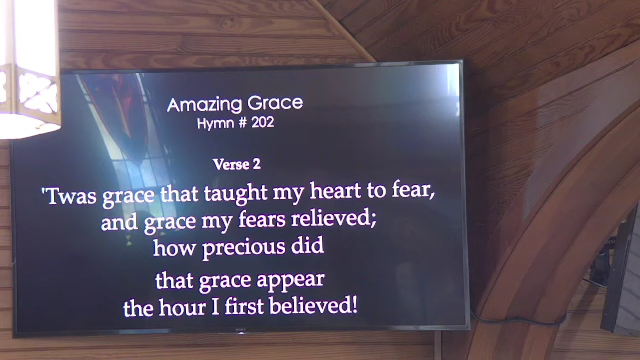 Amazing Grace
Hymn # 202
Verse 2
'Twas grace that taught my heart to fear,
and grace my fears relieved;
how precious did
that grace appear
the hour I first believed!